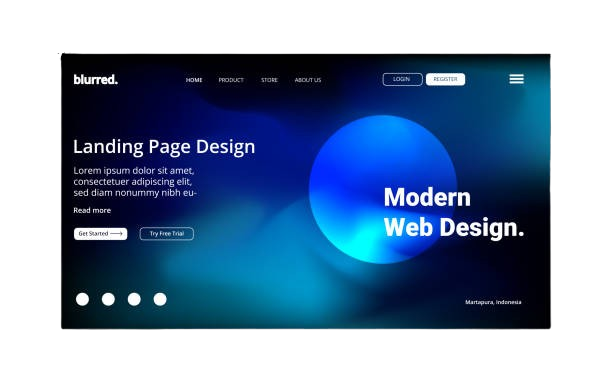 blurred.
HOME PRODUCT STORE ABOUT US LOGIN REGISTER
Landing Page Design
Lorem ipsum dolor sit amet,
consectetuer adipiscing elit,
sed diam nonummy nibh eu-
Read more
Get Started Try Free Trial
Modern
Web Design.
Martapura, Indonesia